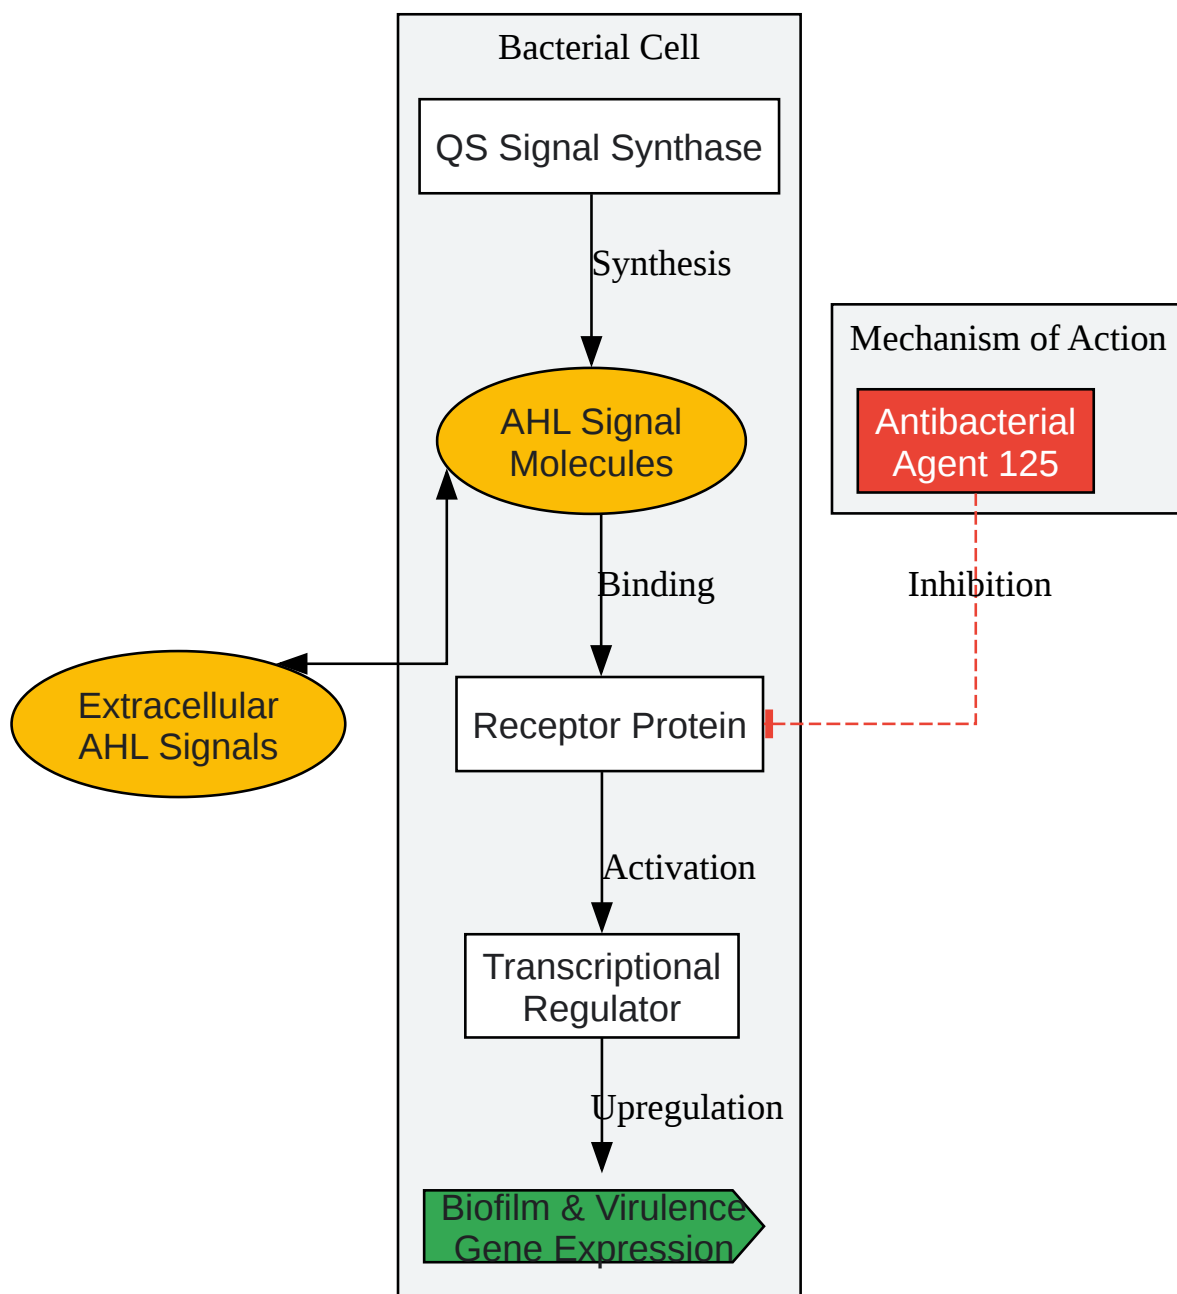 Bacterial Cell
QS Signal Synthase
Synthesis
Mechanism of Action
AHL Signal
Molecules
Antibacterial
Agent 125
Binding
Inhibition
Extracellular
AHL Signals
Receptor Protein
Activation
Transcriptional
Regulator
Upregulation
Biofilm & Virulence
Gene Expression